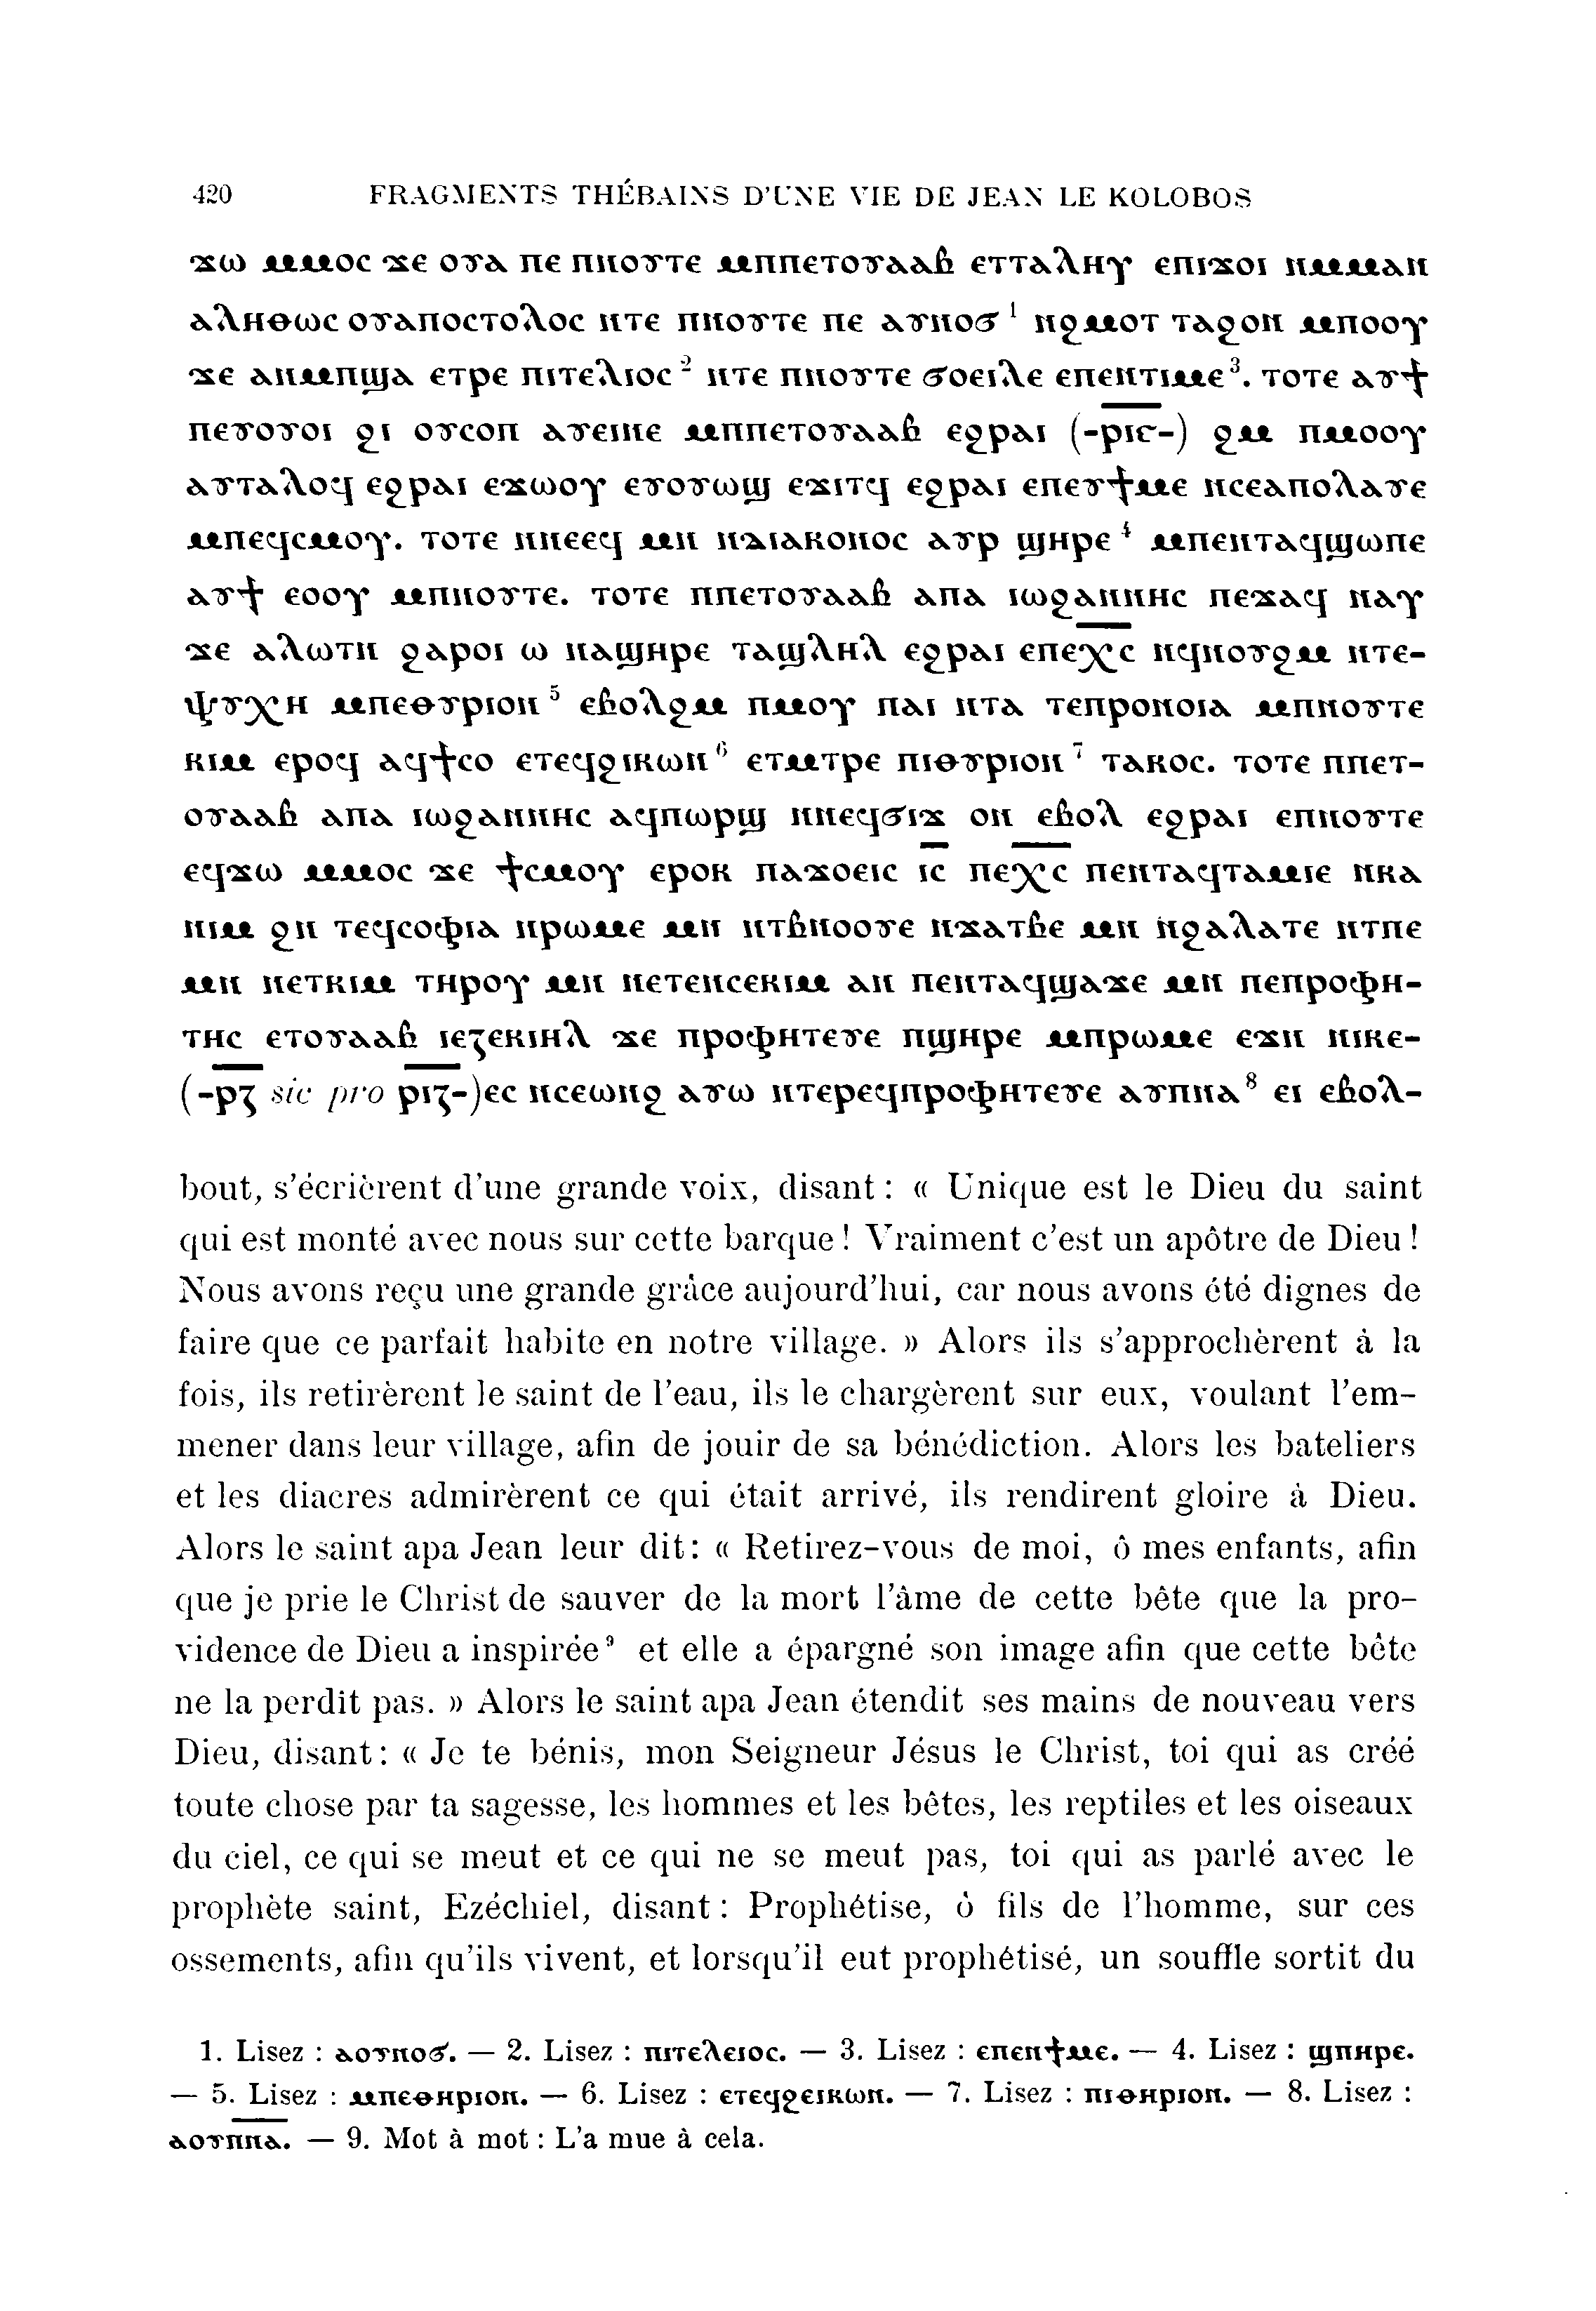 420 FRAGMENTS THÉBAINS D'UNE VIE DE JEAN LE KOLOBOS
ϫⲱ ⲙⲙⲟⲥ ϫⲉ ⲟⲩⲁ ⲡⲉ ⲡⲛⲟⲩⲧⲉ ⲙⲡⲡⲉⲧⲟⲩⲁⲁⲃ ⲉⲧⲧⲁⲗⲏⲩ ⲉⲡⲓϫⲟⲓ ⲛⲙⲙⲁⲛ
ⲁⲗⲏⲑⲱⲥ ⲟⲩⲁⲡⲟⲥⲧⲟⲗⲟⲥ ⲛⲧⲉ ⲡⲛⲟⲩⲧⲉ ⲡⲉ ⲁⲩⲛⲟϭ ¹ ⲛϩⲙⲟⲧ ⲧⲁϩⲟⲛ ⲙⲡⲟⲟⲩ
ϫⲉ ⲁⲛⲙⲡϣⲁ ⲉⲧⲣⲉ ⲡⲓⲧⲉⲗⲓⲟⲥ ² ⲛⲧⲉ ⲡⲛⲟⲩⲧⲉ ϭⲟⲉⲓⲗⲉ ⲉⲡⲉⲛⲧⲓⲙⲉ³. ⲧⲟⲧⲉ ⲁⲩϯ
ⲡⲉⲩⲟⲩⲟⲓ ϩⲓ ⲟⲩⲥⲟⲡ ⲁⲩⲉⲓⲛⲉ ⲙⲡⲡⲉⲧⲟⲩⲁⲁⲃ ⲉϩⲣⲁⲓ (-ⲣ̅ⲓ̅ⲋ̅-) ϩⲙ ⲡⲙⲟⲟⲩ
ⲁⲩⲧⲁⲗⲟϥ ⲉϩⲣⲁⲓ ⲉϫⲱⲟⲩ ⲉⲩⲟⲩⲱϣ ⲉϫⲓⲧϥ ⲉϩⲣⲁⲓ ⲉⲡⲉⲩϯⲙⲉ ⲛⲥⲉⲁⲡⲟⲗⲁⲩⲉ
ⲙⲡⲉϥⲥⲙⲟⲩ. ⲧⲟⲧⲉ ⲛⲛⲉⲉϥ ⲙⲛ ⲛⲇⲓⲁⲕⲟⲛⲟⲥ ⲁⲩⲣ ϣⲏⲣⲉ ⁴ ⲙⲡⲉⲛⲧⲁϥϣⲱⲡⲉ
ⲁⲩϯ ⲉⲟⲟⲩ ⲙⲡⲛⲟⲩⲧⲉ. ⲧⲟⲧⲉ ⲡⲡⲉⲧⲟⲩⲁⲁⲃ ⲁⲡⲁ ⲓⲱϩⲁⲛⲛⲏⲥ ⲡⲉϫⲁϥ ⲛⲁⲩ
ϫⲉ ⲁⲗⲱⲧⲛ ϩⲁⲣⲟⲓ ⲱ ⲛⲁϣⲏⲣⲉ ⲧⲁϣⲗⲏⲗ ⲉϩⲣⲁⲓ ⲉⲡⲉⲭ̅ⲥ̅ ⲛϥⲛⲟⲩϩⲙ ⲛⲧⲉ-
ⲯⲩⲭⲏ ⲙⲡⲉⲑⲩⲣⲓⲟⲛ ⁵ ⲉⲃⲟⲗϩⲙ ⲡⲙⲟⲩ ⲡⲁⲓ ⲛⲧⲁ ⲧⲉⲡⲣⲟⲛⲟⲓⲁ ⲙⲡⲛⲟⲩⲧⲉ
ⲕⲓⲙ ⲉⲣⲟϥ ⲁϥϯⲥⲟ ⲉⲧⲉϥϩⲓⲕⲱⲛ ⁶ ⲉⲧⲙⲧⲣⲉ ⲡⲓⲑⲩⲣⲓⲟⲛ ⁷ ⲧⲁⲕⲟⲥ. ⲧⲟⲧⲉ ⲡⲡⲉⲧ-
ⲟⲩⲁⲁⲃ ⲁⲡⲁ ⲓⲱϩⲁⲛⲛⲏⲥ ⲁϥⲡⲱⲣϣ ⲛⲛⲉϥϭⲓϫ ⲟⲛ ⲉⲃⲟⲗ ⲉϩⲣⲁⲓ ⲉⲡⲛⲟⲩⲧⲉ
ⲉϥϫⲱ ⲙⲙⲟⲥ ϫⲉ ϯⲥⲙⲟⲩ ⲉⲣⲟⲕ ⲡⲁϫⲟⲉⲓⲥ ⲓ̅ⲥ̅ ⲡⲉⲭ̅ⲥ̅ ⲡⲉⲛⲧⲁϥⲧⲁⲙⲓⲉ ⲛⲕⲁ
ⲛⲓⲙ ϩⲛ ⲧⲉϥⲥⲟⲫⲓⲁ ⲛⲣⲱⲙⲉ ⲙⲛ ⲛⲧⲃⲛⲟⲟⲩⲉ ⲛϫⲁⲧⲃⲉ ⲙⲛ ⲛϩⲁⲗⲁⲧⲉ ⲛⲧⲡⲉ
ⲙⲛ ⲛⲉⲧⲕⲓⲙ ⲧⲏⲣⲟⲩ ⲙⲛ ⲛⲉⲧⲉⲛⲥⲉⲕⲓⲙ ⲁⲛ ⲡⲉⲛⲧⲁϥϣⲁϫⲉ ⲙⲛ ⲡⲉⲡⲣⲟⲫⲏ-
ⲧⲏⲥ ⲉⲧⲟⲩⲁⲁⲃ ⲓⲉⲍⲉⲕⲓⲏⲗ ϫⲉ ⲡⲣⲟⲫⲏⲧⲉⲩⲉ ⲡϣⲏⲣⲉ ⲙⲡⲣⲱⲙⲉ ⲉϫⲛ ⲛⲓⲕⲉ-
(-ⲣ̅ⲍ̅ sic pro ⲣ̅ⲓ̅ⲍ̅-)ⲉⲥ ⲛⲥⲉⲱⲛϩ ⲁⲩⲱ ⲛⲧⲉⲣⲉϥⲡⲣⲟⲫⲏⲧⲉⲩⲉ ⲁⲩⲡⲛⲁ ⁸ ⲉⲓ ⲉⲃⲟⲗ-
bout, s'écrièrent d'une grande voix, disant : « Unique est le Dieu du saint
qui est monté avec nous sur cette barque ! Vraiment c'est un apôtre de Dieu !
Nous avons reçu une grande grâce aujourd'hui, car nous avons été dignes de
faire que ce parfait habite en notre village. » Alors ils s'approchèrent à la
fois, ils retirèrent le saint de l'eau, ils le chargèrent sur eux, voulant l'em-
mener dans leur village, afin de jouir de sa bénédiction. Alors les bateliers
et les diacres admirèrent ce qui était arrivé, ils rendirent gloire à Dieu.
Alors le saint apa Jean leur dit : « Retirez-vous de moi, ô mes enfants, afin
que je prie le Christ de sauver de la mort l'âme de cette bête que la pro-
vidence de Dieu a inspirée⁹ et elle a épargné son image afin que cette bête
ne la perdit pas. » Alors le saint apa Jean étendit ses mains de nouveau vers
Dieu, disant : « Je te bénis, mon Seigneur Jésus le Christ, toi qui as créé
toute chose par ta sagesse, les hommes et les bêtes, les reptiles et les oiseaux
du ciel, ce qui se meut et ce qui ne se meut pas, toi qui as parlé avec le
prophète saint, Ezéchiel, disant : Prophétise, ô fils de l'homme, sur ces
ossements, afin qu'ils vivent, et lorsqu'il eut prophétisé, un souffle sortit du
1. Lisez : ⲁⲟⲩⲛⲟϭ. — 2. Lisez : ⲡⲓⲧⲉⲗⲉⲓⲟⲥ. — 3. Lisez : ⲉⲡⲉⲛϯⲙⲉ. — 4. Lisez : ϣⲡⲏⲣⲉ.
— 5. Lisez : ⲙⲡⲉⲑⲏⲣⲓⲟⲛ. — 6. Lisez : ⲉⲧⲉϥϩⲉⲓⲕⲱⲛ. — 7. Lisez : ⲡⲓⲑⲏⲣⲓⲟⲛ. — 8. Lisez :
ⲁⲟⲩⲡ̅ⲛ̅ⲁ̅. — 9. Mot à mot : L'a mue à cela.